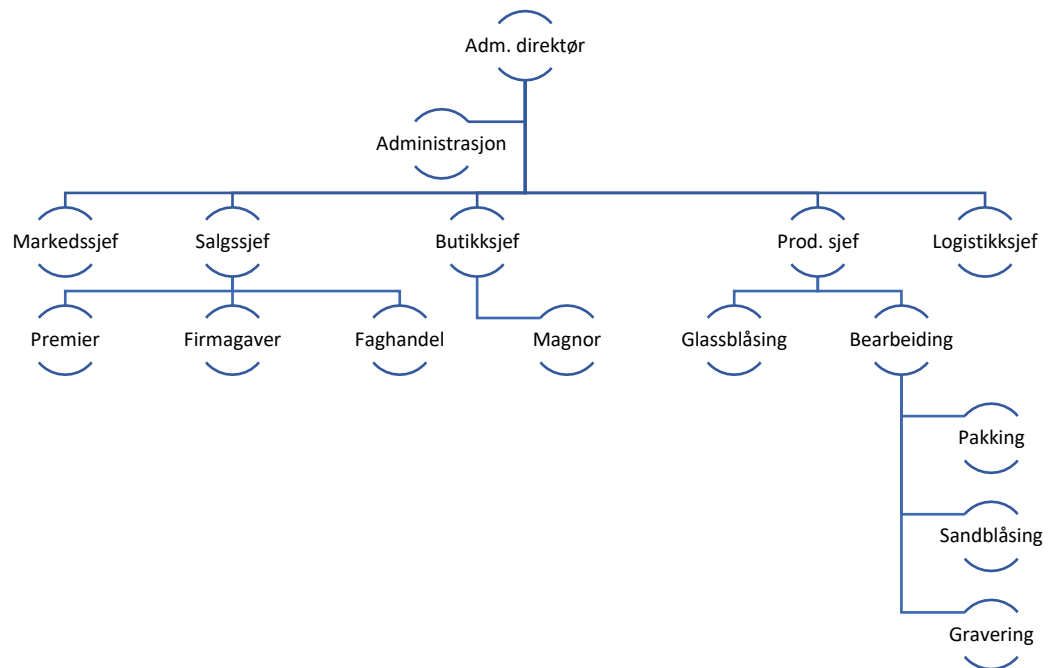 Adm. direktør
Administrasjon
Markedssjef
Salgssjef
Butikksjef
Prod. sjef
Logistikksjef
Premier
Firmagaver
Faghandel
Magnor
Glassblåsing
Bearbeiding
Pakking
Sandblåsing
Gravering